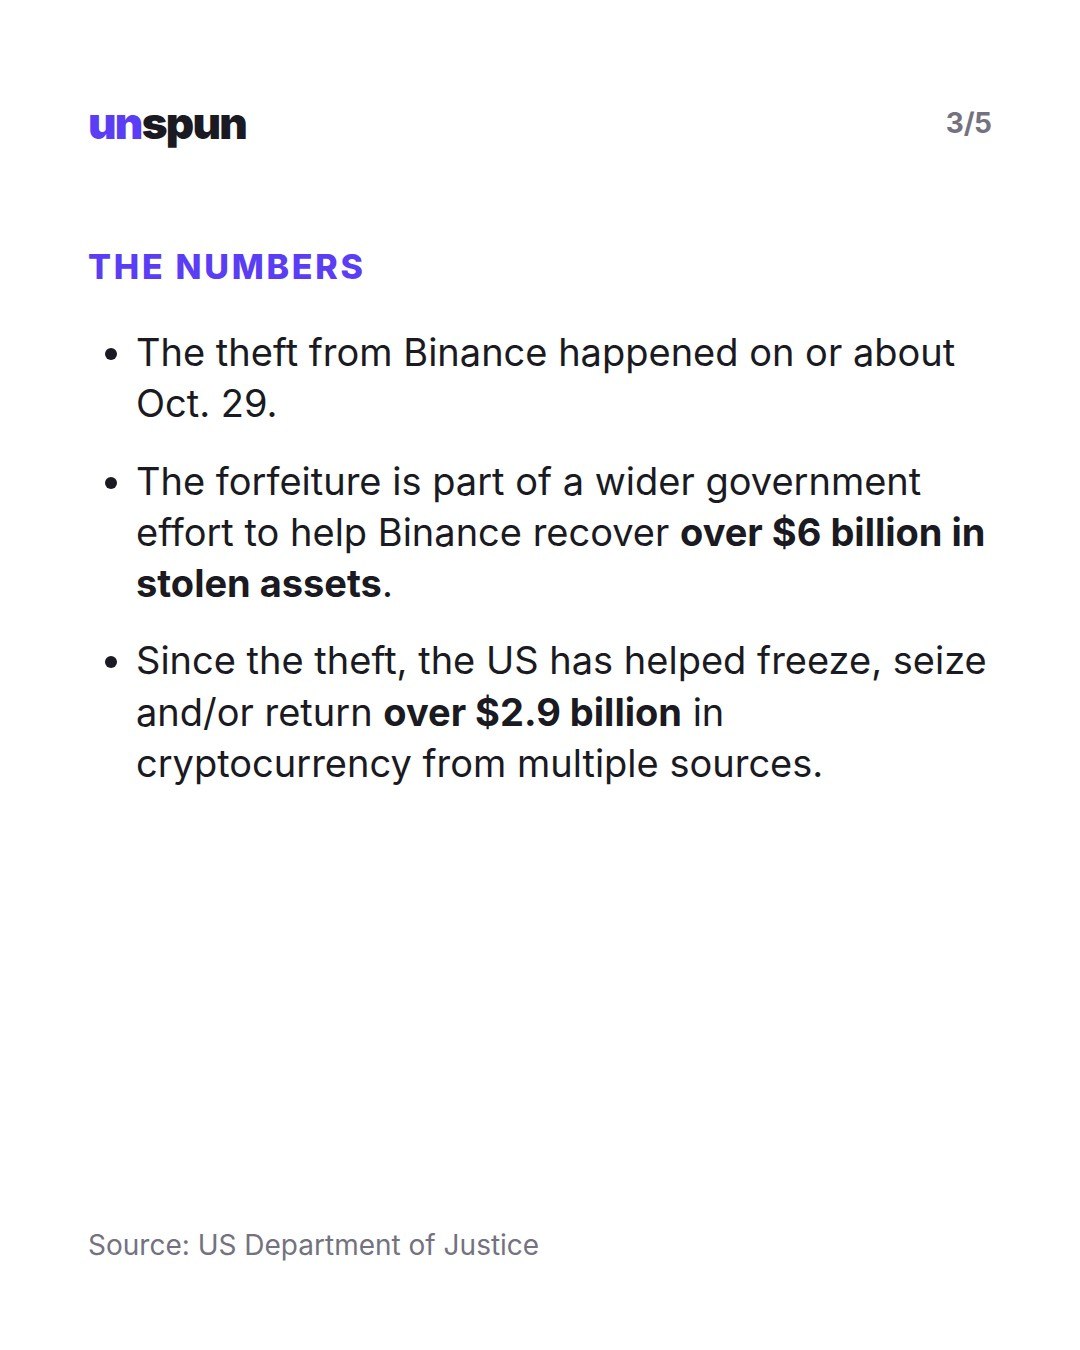 unspun
3/5
THE NUMBERS
• The theft from Binance happened on or about
Oct. 29.
• The forfeiture is part of a wider government
effort to help Binance recover over $6 billion in
stolen assets.
• Since the theft, the US has helped freeze, seize
and/or return over $2.9 billion in
cryptocurrency from multiple sources.
Source: US Department of Justice